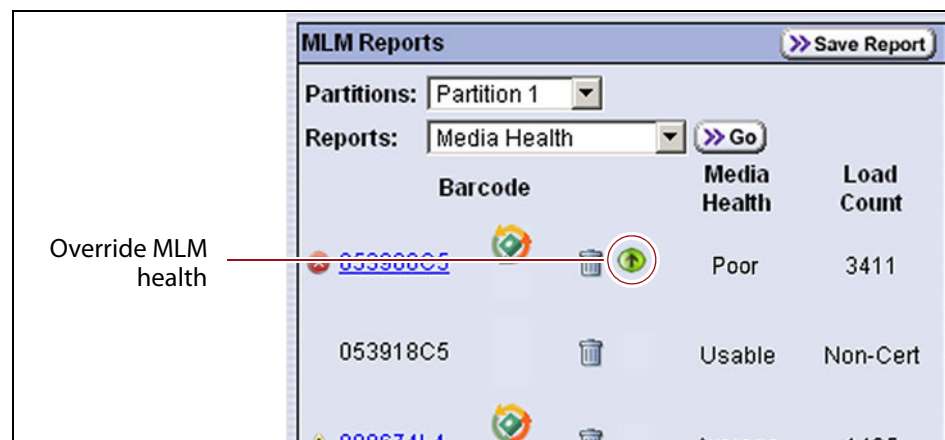 MLM Reports
Save Report
Partitions: Partition 1
Reports: Media Health Go
Barcode Media Health Load Count
Override MLM health
Poor 3411
053918C5 Usable Non-Cert